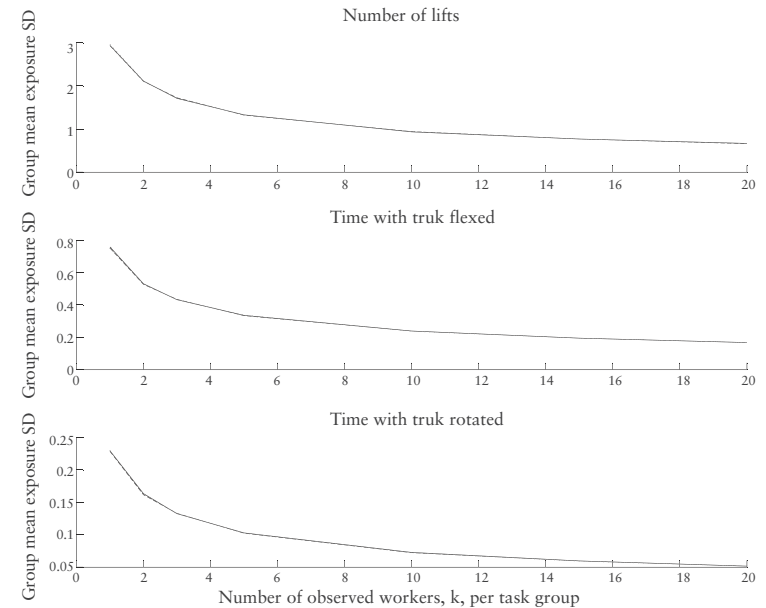 Number of lifts
Group mean exposure SD
3
2
1
0
0 2 4 6 8 10 12 14 16 18 20
Time with truk flexed
Group mean exposure SD
0.8
0.6
0.4
0.2
0
0 2 4 6 8 10 12 14 16 18 20
Time with truk rotated
Group mean exposure SD
0.25
0.2
0.15
0.1
0.05
0 2 4 6 8 10 12 14 16 18 20
Number of observed workers, k, per task group